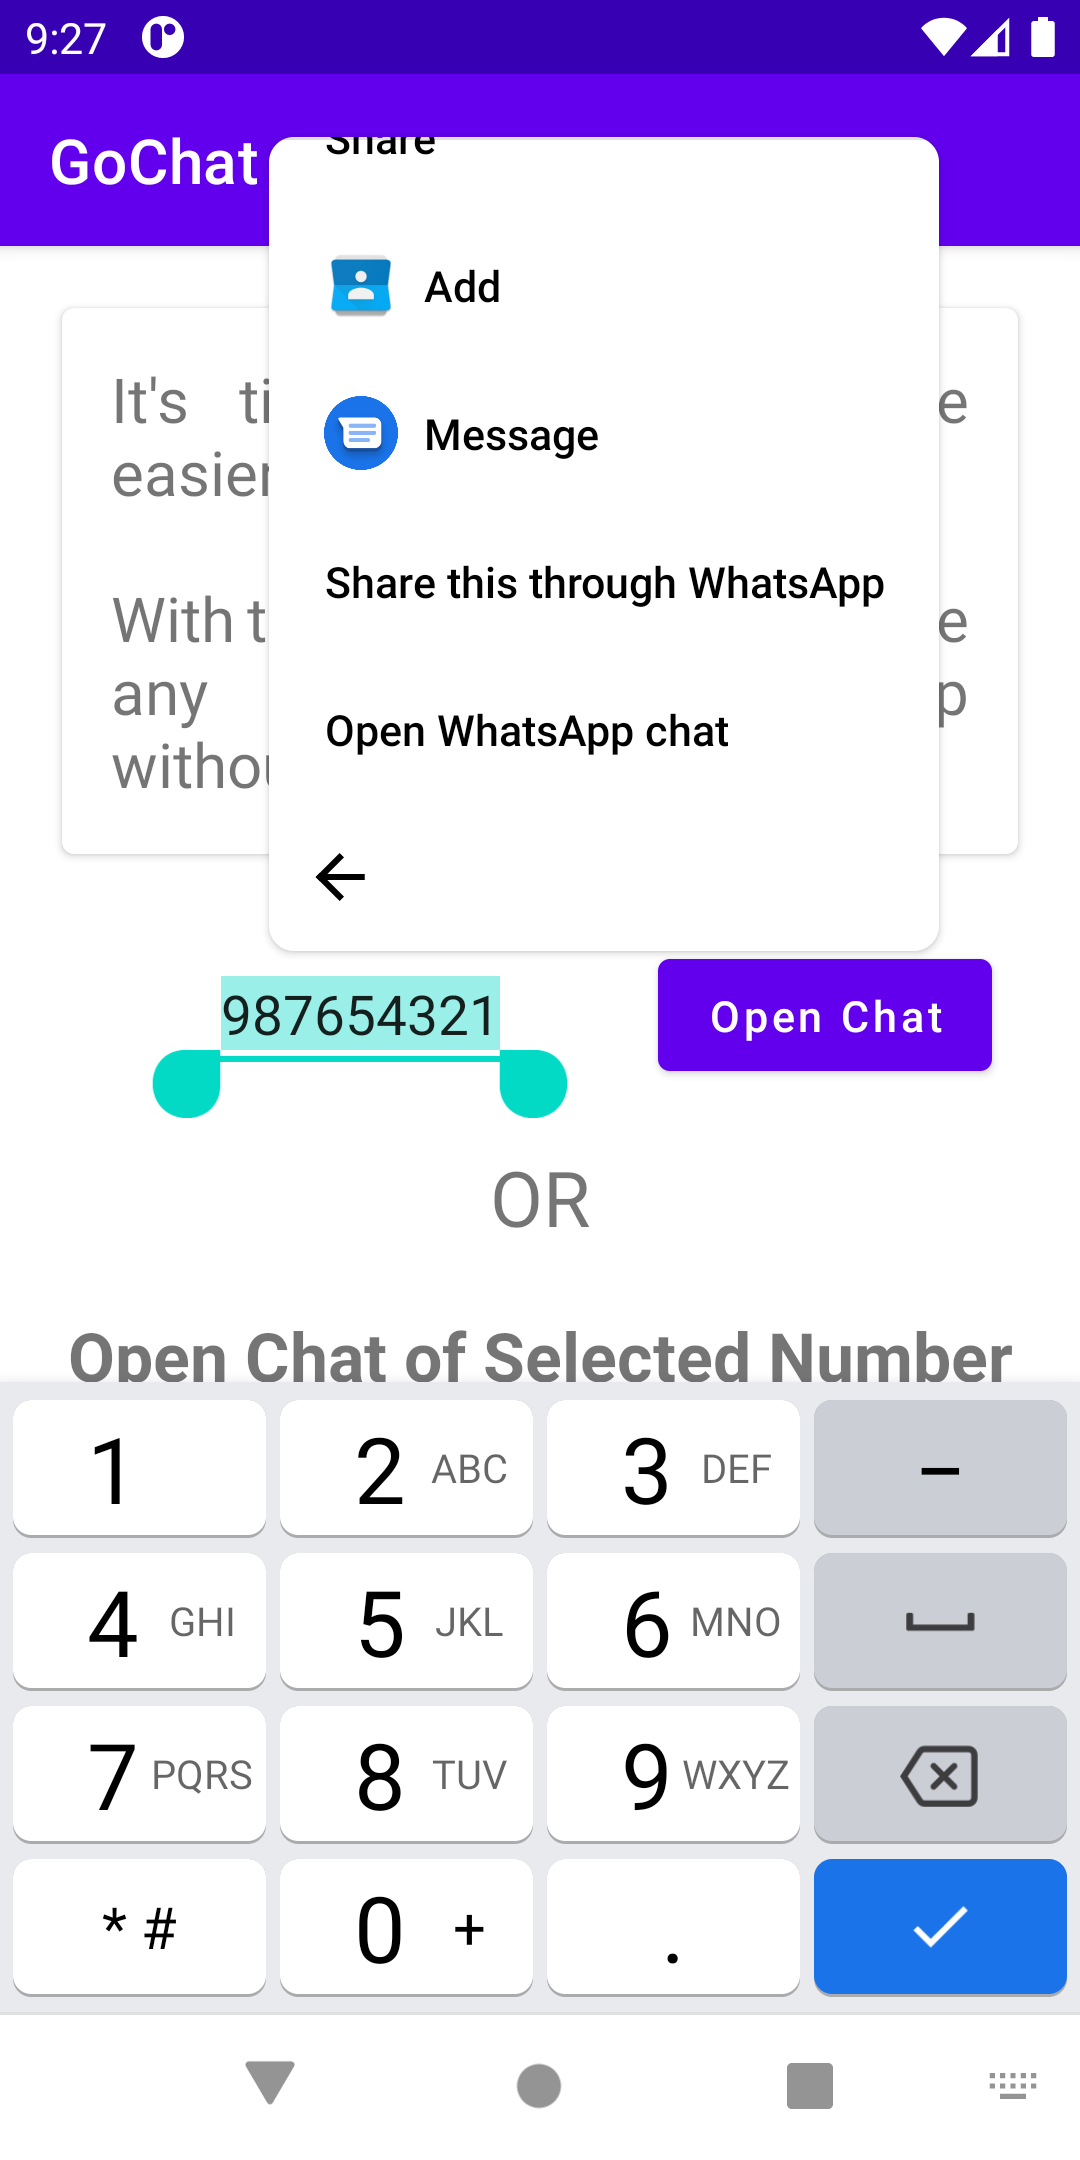 9:27
GoChat
Share
Add
Message
Share this through WhatsApp
Open WhatsApp chat
It's
easier
With
any
987654321
Open Chat
OR
Open Chat of Selected Number
1
2 ABC
3 DEF
-
4 GHI
5 JKL
6 MNO
7 PQRS
8 TUV
9 WXYZ
* #
0 +
.